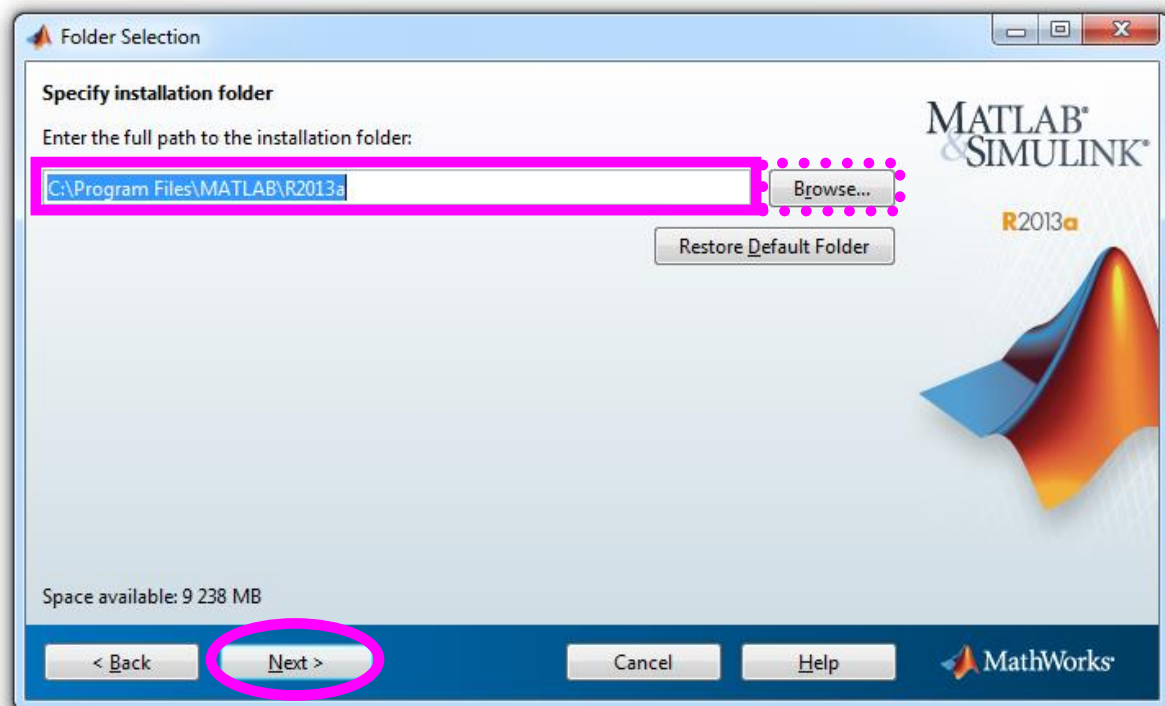 Folder Selection
Specify installation folder
Enter the full path to the installation folder:
C:\Program Files\MATLAB\R2013a
Browse...
Restore Default Folder
MATLAB®
&SIMULINK®
R2013a
Space available: 9 238 MB
< Back
Next >
Cancel
Help
MathWorks®